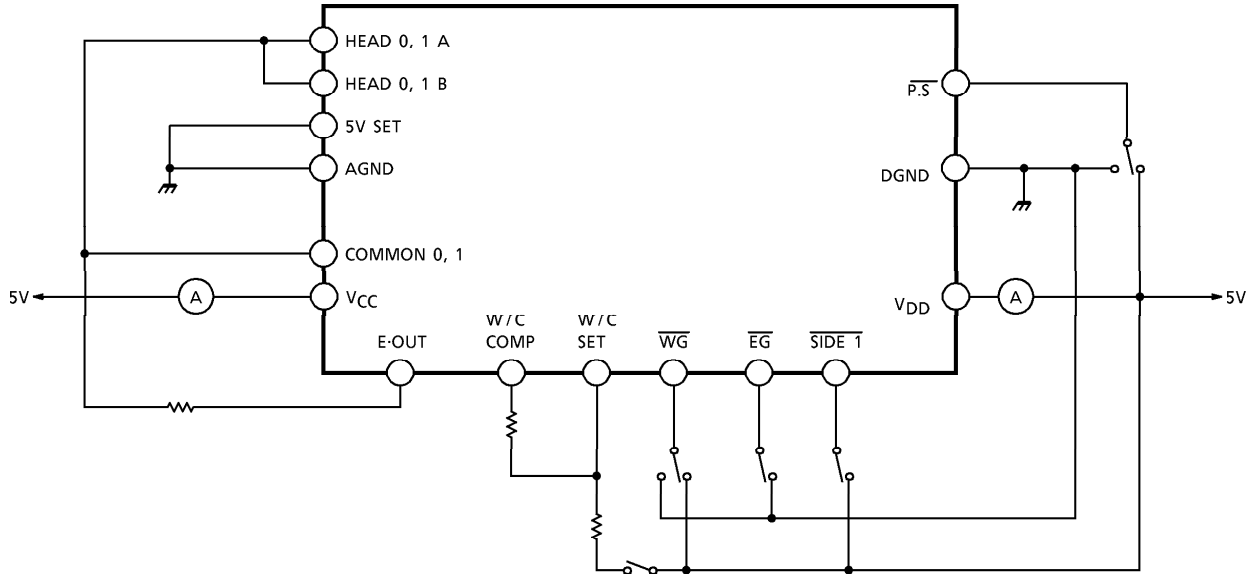 HEAD 0, 1 A
HEAD 0, 1 B
P.S
5V SET
AGND
DGND
COMMON 0, 1
5V
A
VCC
VDD
A
5V
E·OUT
W/C COMP
W/C SET
WG
EG
SIDE 1